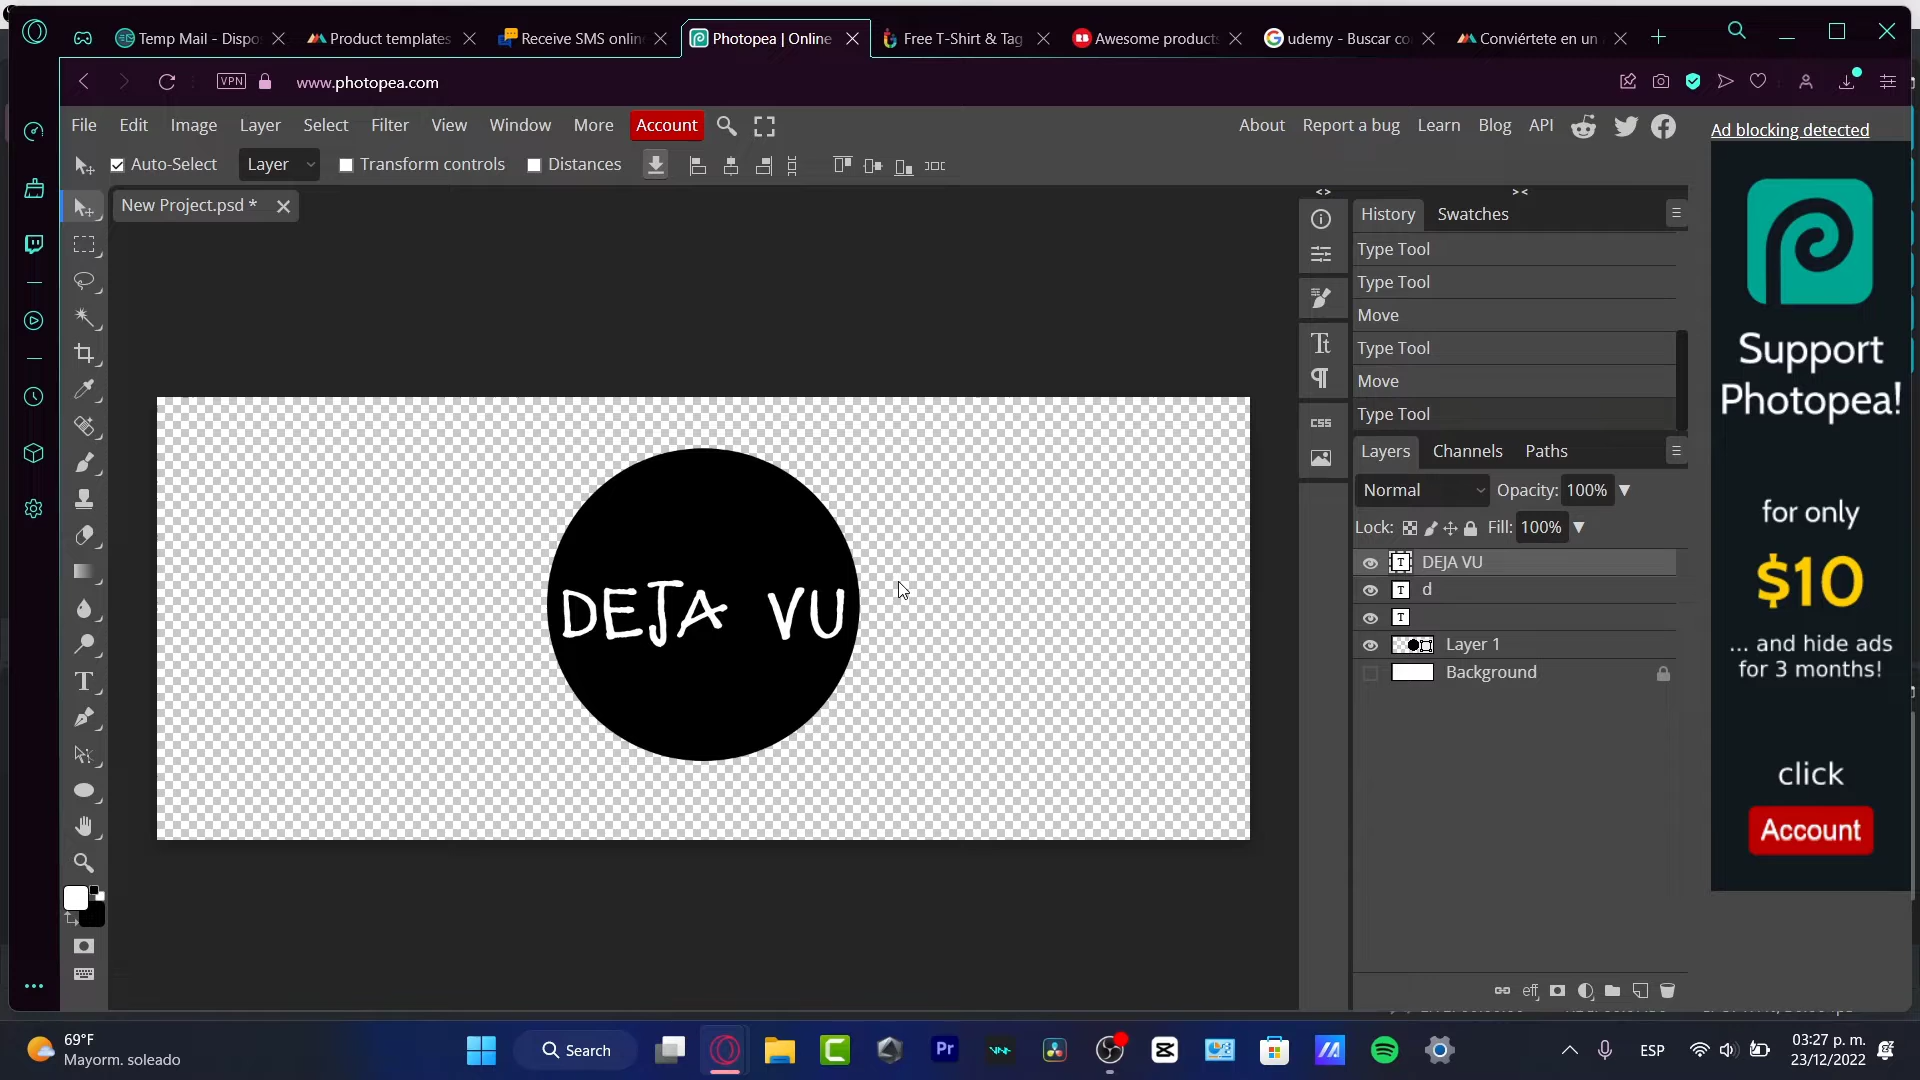 Temp Mail - Dispo
Product templates
Receive SMS onlin
Photopea | Online
Free T-Shirt & Tag
Awesome products
udemy - Buscar co
Conviértete en un
VPN
www.photopea.com
File Edit Image Layer Select Filter View Window More Account
About Report a bug Learn Blog API
Ad blocking detected
Auto-Select Layer Transform controls Distances
New Project.psd *
History Swatches
Type Tool
Type Tool
Move
Type Tool
Move
Type Tool
Layers Channels Paths
Normal Opacity: 100%
Lock: Fill: 100%
DEJA VU
d
Layer 1
Background
CSS
eff
DEJA VU
Support
Photopea!
for only
$10
... and hide ads
for 3 months!
click
Account
69°F
Mayorm. soleado
Search
Pr
ESP
03:27 p. m.
23/12/2022